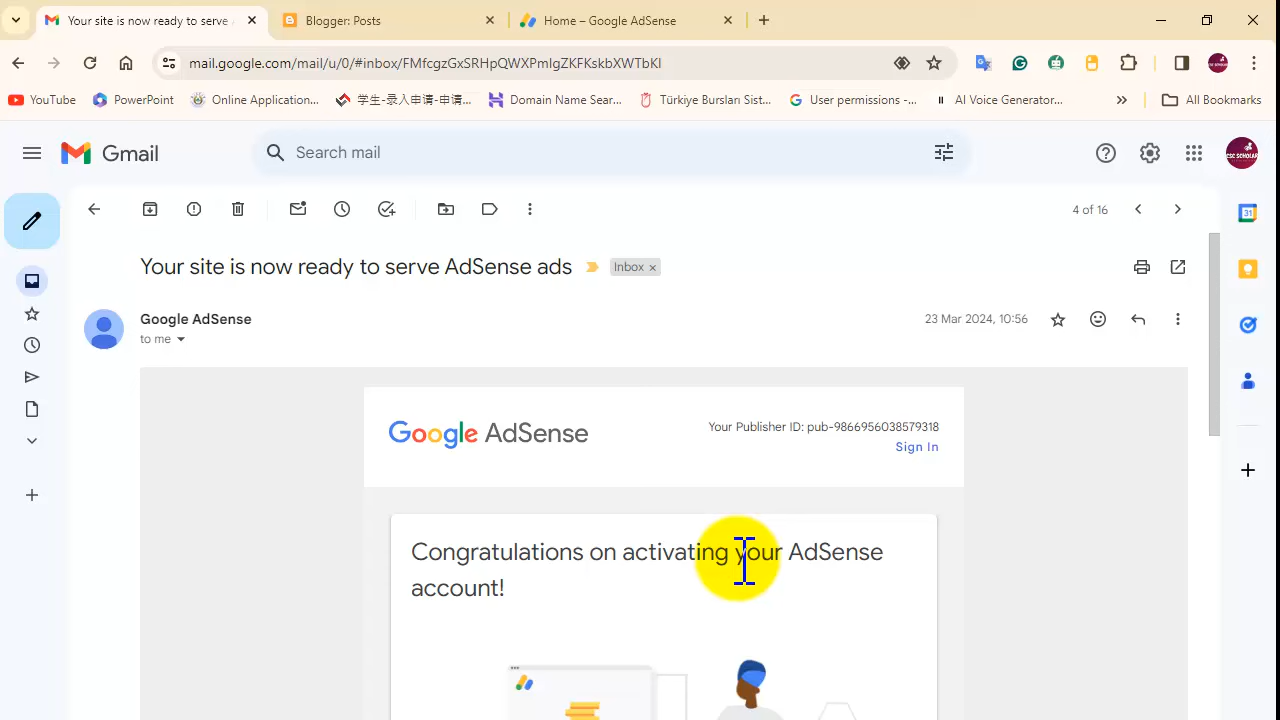 Your site is now ready to serve
Blogger: Posts
Home – Google AdSense
mail.google.com/mail/u/0/#inbox/FMfcgzGxSRHpQWXPmlgZKFKskbXWTbKl
YouTube
PowerPoint
Online Application...
学生-录入申请-申请...
Domain Name Sear...
Türkiye Bursları Sist...
User permissions -...
AI Voice Generator...
All Bookmarks
Gmail
Search mail
CSC SCHOLAR
4 of 16
31
Your site is now ready to serve AdSense ads
Inbox
Google AdSense
23 Mar 2024, 10:56
to me
Google AdSense
Your Publisher ID: pub-9866956038579318
Sign In
Congratulations on activating your AdSense
account!